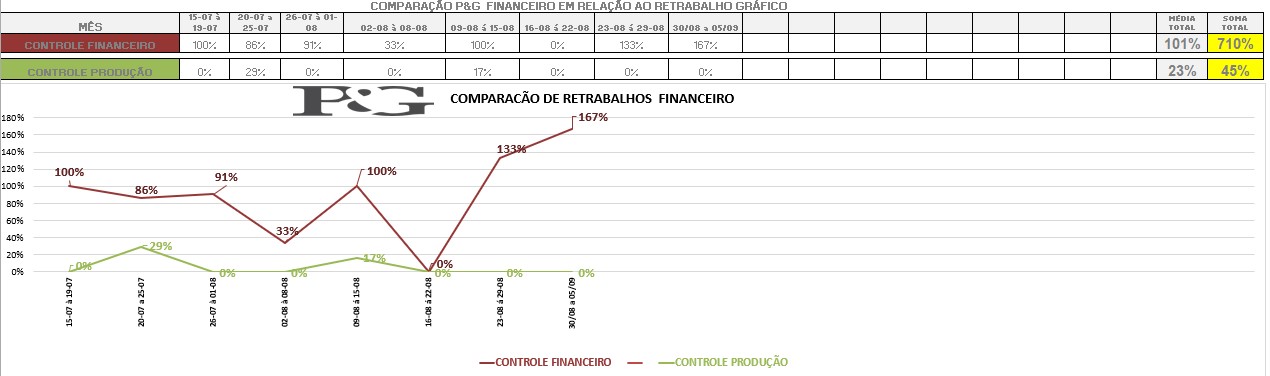 COMPARAÇÃO P&G FINANCEIRO EM RELAÇÃO AO RETRABALHO GRÁFICO
MÊS 15-07 à 19-07 20-07 a 25-07 26-07 à 01-08 02-08 à 08-08 09-08 á 15-08 16-08 á 22-08 23-08 á 29-08 30/08 a 05/09 MÉDIA TOTAL SOMA TOTAL
CONTROLE FINANCEIRO 100% 86% 91% 33% 100% 0% 133% 167% 101% 710%
CONTROLE PRODUÇÃO 0% 29% 0% 0% 17% 0% 0% 0% 23% 45%
P&G COMPARACÃO DE RETRABALHOS FINANCEIRO
180%
160%
140%
120%
100%
80%
60%
40%
20%
0%
100% 86% 91% 33% 100% 0% 133% 167%
0% 29% 0% 0% 17% 0% 0% 0%
15-07 à 19-07 20-07 a 25-07 26-07 à 01-08 02-08 à 08-08 09-08 á 15-08 16-08 á 22-08 23-08 á 29-08 30/08 a 05/09
CONTROLE FINANCEIRO CONTROLE PRODUÇÃO